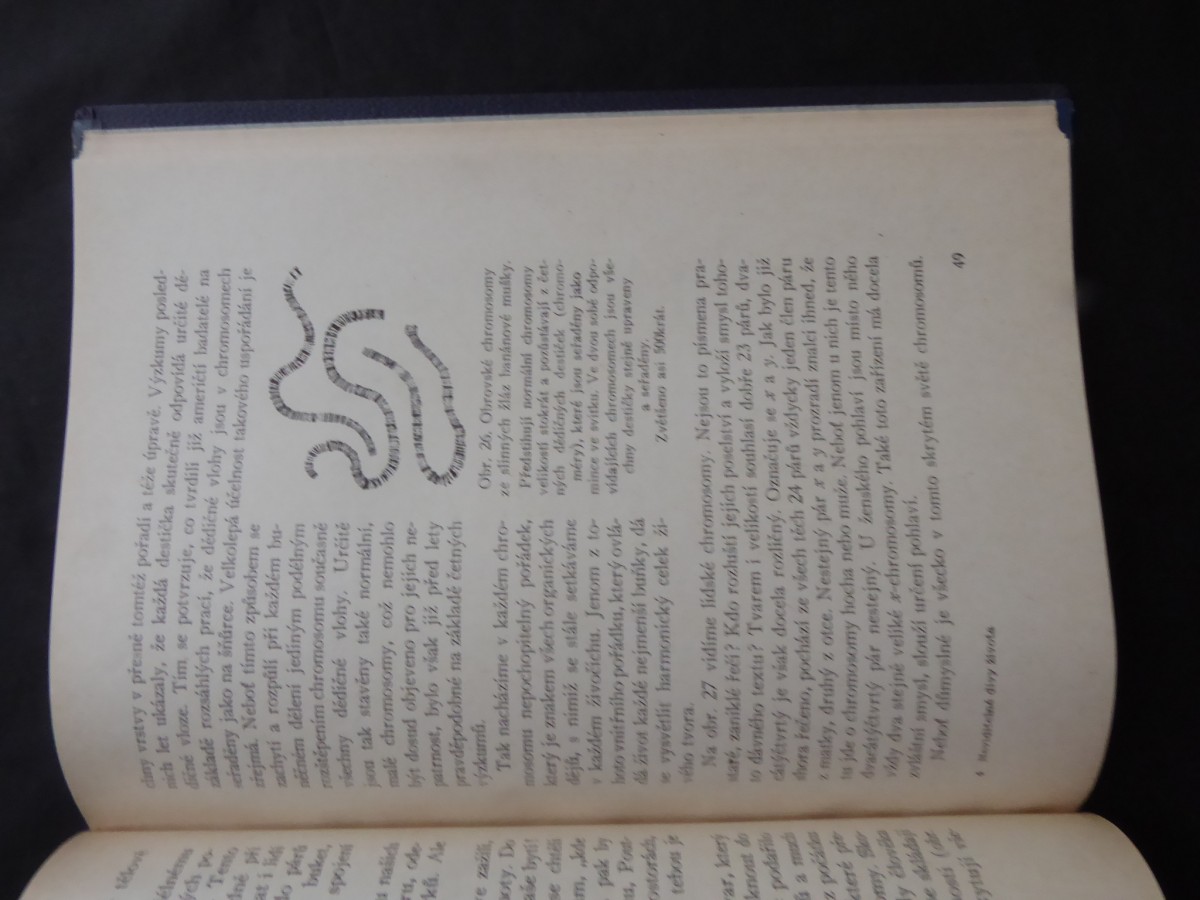 chny vrstvy v přesně tomtéž pořadí a téže úpravě. Výzkumy posled-
ních let ukázaly, že každá destička skutečně odpovídá určité dě-
dičné vloze. Tím se potvrzuje, co tvrdili již američtí badatelé na
základě rozsáhlých prací, že dědičné vlohy jsou v chromosomech
seřaděny jako na šňůrce. Velkolepá účelnost takového uspořádání je
zřejmá. Neboť tímto způsobem se
zachytí a rozpůlí při každém bu-
něčném dělení jediným podélným
rozštěpením chromosomu současně
všechny dědičné vlohy. Určitě
jsou tak stavěny také normální,
malé chromosomy, což nemohlo
být dosud objeveno pro jejich ne-
patrnost, bylo však již před lety
pravděpodobné na základě četných
výzkumů.
Tak nacházíme v každém chro-
mosomu nepochopitelný pořádek,
který je znakem všech organických
dějů, s nimiž se stále setkáváme
v každém živočichu. Jenom z to-
hoto vnitřního pořádku, který ovlá-
dá život každé nejmenší buňky, dá
se vysvětlit harmonický celek ži-
vého tvora.
Obr. 26, Ohrovské chromosomy
ze slinných žláz banánové mušky.
Předstihují normální chromosomy
velikostí stokrát a pozůstávají z čet-
ných dědičných destiček (chromo-
méry), které jsou seřaděny jako
mince ve svitku. Ve dvou sobě odpo-
vídajících chromosomech jsou vše-
chny destičky stejně upraveny
a seřaděny.
Zvětšeno asi 500krát.
Na obr. 27 vidíme lidské chromosomy. Nejsou to písmena pra-
staré, zaniklé řeči? Kdo rozluští jejich poselství a vyloží smysl toho-
to dávného textu? Tvarem i velikostí souhlasí dobře 23 párů, dva-
cátýčtvrtý je však docela rozlišný. Označuje se x a y. Jak bylo již
shora řečeno, pochází ze všech těch 24 párů vždycky jeden člen páru
z matky, druhý z otce. Nestejný pár x a y prozradí znalci ihned, že
tu jde o chromosomy hocha nebo muže. Neboť jenom u nich je tento
dvacátýčtvrtý pár nestejný. U ženského pohlaví jsou místo něho
vždy dva stejně veliké x-chromosomy. Také toto zařízení má docela
zvláštní smysl, slouží určení pohlaví.
Neboť důmyslné je všecko v tomto skrytém světě chromosomů.
4 Neviditelné divy života
49